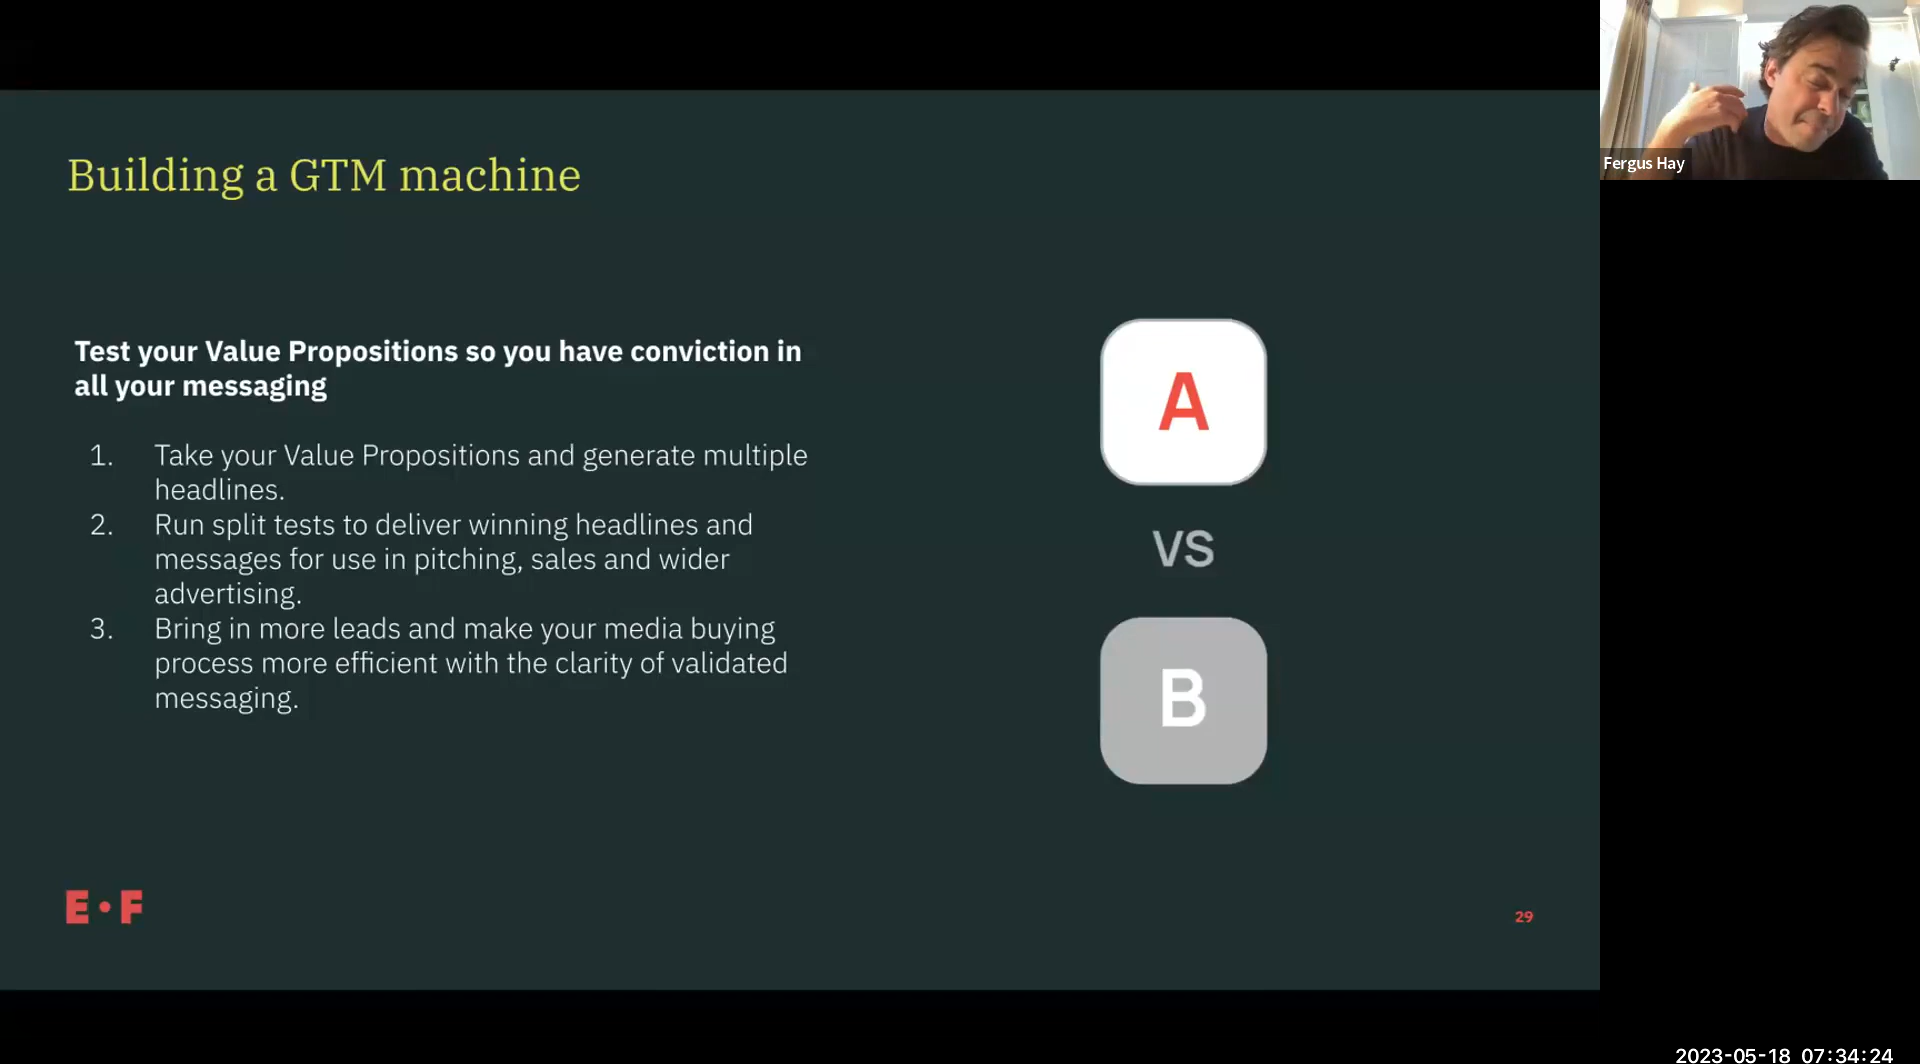 Building a GTM machine
Test your Value Propositions so you have conviction in
all your messaging
1. Take your Value Propositions and generate multiple
headlines.
2. Run split tests to deliver winning headlines and
messages for use in pitching, sales and wider
advertising.
3. Bring in more leads and make your media buying
process more efficient with the clarity of validated
messaging.
A
VS
B
E•F
29
Fergus Hay
2023-05-18 07:34:24